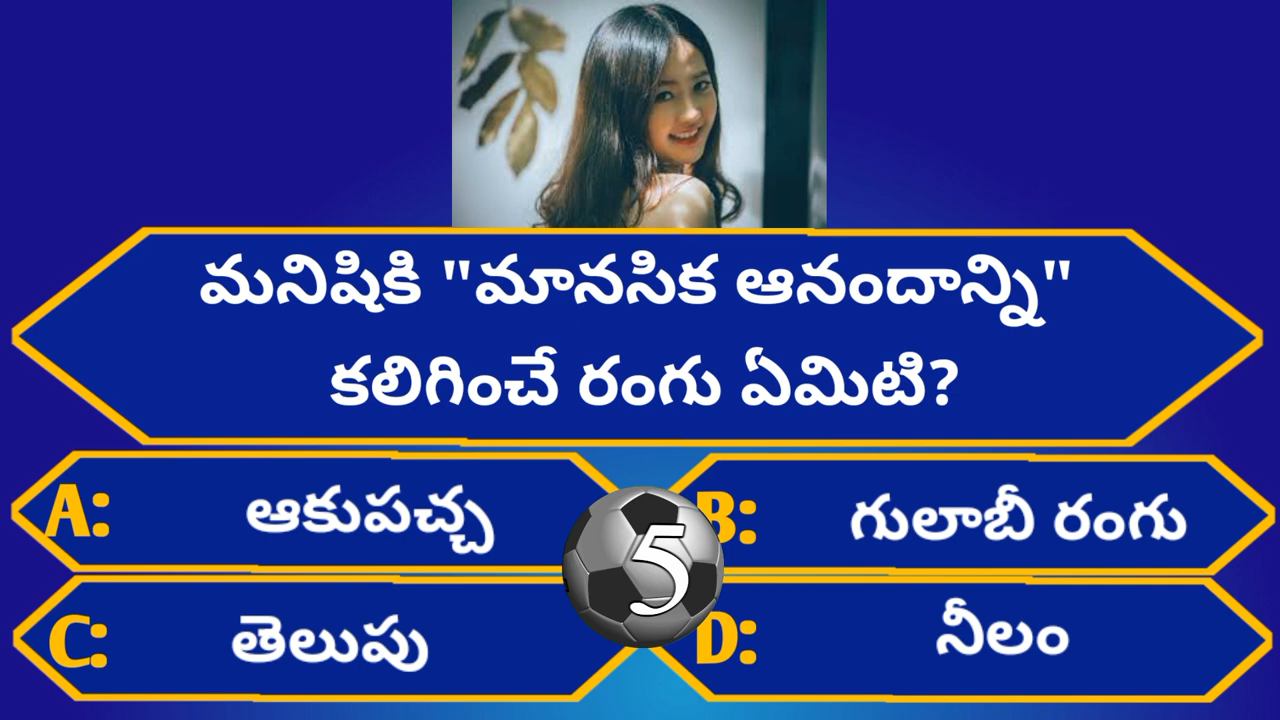 మనిషికి "మానసిక ఆనందాన్ని"
కలిగించే రంగు ఏమిటి?
A: ఆకుపచ్చ
B: గులాబీ రంగు
5
C: తెలుపు
D: నీలం